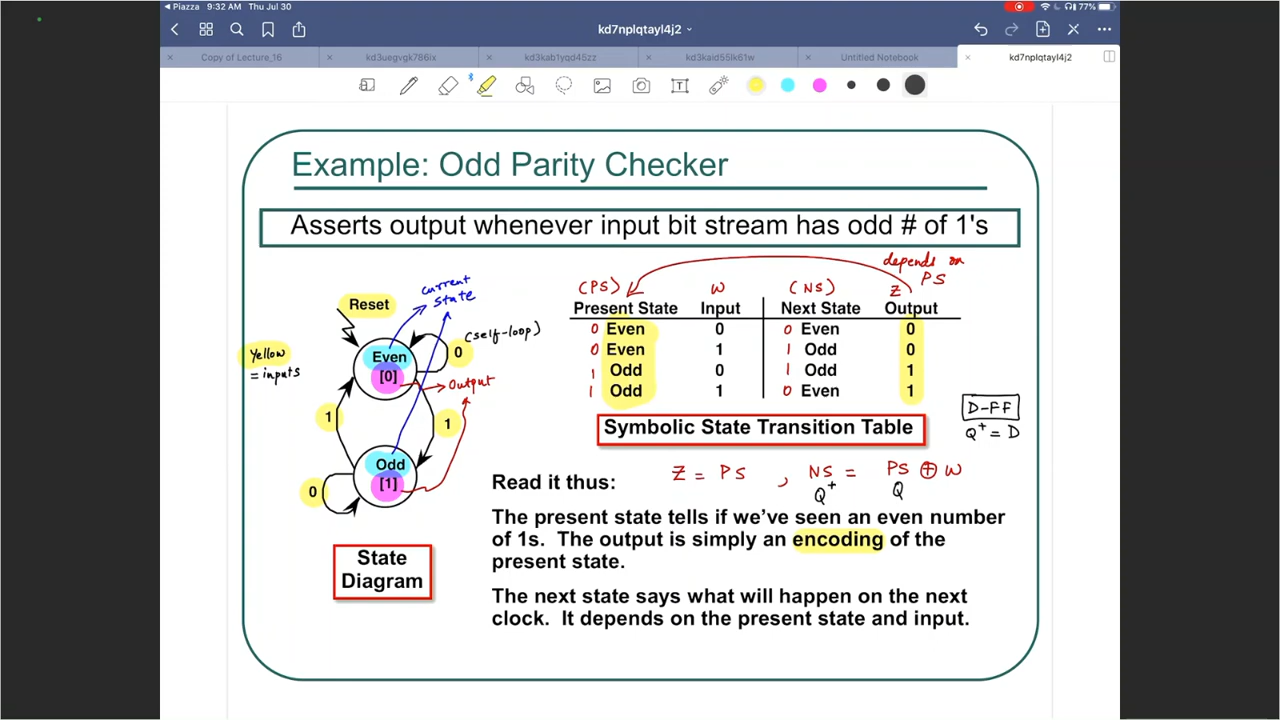 Piazza 9:32 AM Thu Jul 30 77%
kd7nplqtayl4j2
Copy of Lecture_16 kd3uegvgk786ix kd3kab1yqd45zz kd3kaid55lk61w Untitled Notebook kd7nplqtayl4j2
Example: Odd Parity Checker
Asserts output whenever input bit stream has odd # of 1's
Reset
current
state
(self-loop)
Yellow
= inputs
Even
[0]
0
Output
1
1
Odd
[1]
0
State
Diagram
depends on
PS
(PS) W (NS) Z
Present State Input Next State Output
0 Even 0 0 Even 0
0 Even 1 1 Odd 0
1 Odd 0 1 Odd 1
1 Odd 1 0 Even 1
Symbolic State Transition Table
D-FF
Q⁺ = D
Read it thus: Z = PS , NS = PS ⊕ W
Q⁺ Q
The present state tells if we've seen an even number
of 1s. The output is simply an encoding of the
present state.
The next state says what will happen on the next
clock. It depends on the present state and input.